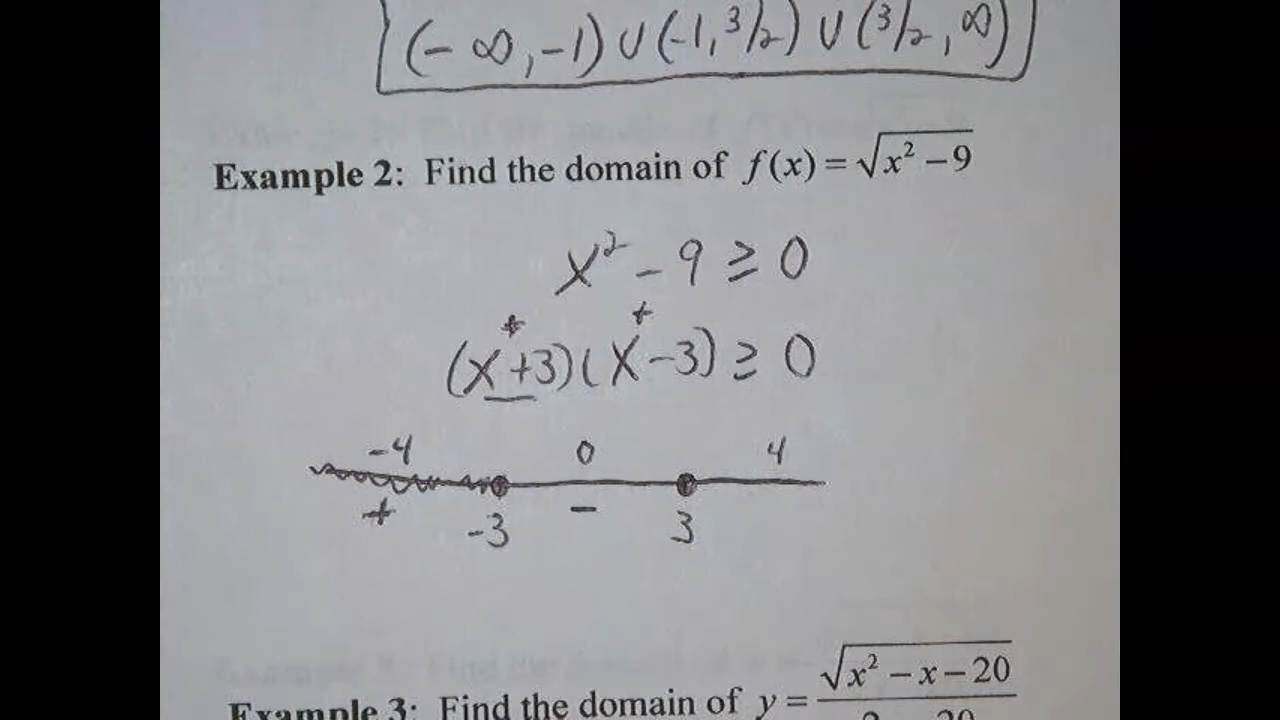 (-∞,-1) ∪ (-1, 3/2) ∪ (3/2, ∞)
Example 2: Find the domain of f(x) = √x² − 9
x² - 9 ≥ 0
+ +
(x+3)(x-3) ≥ 0
-4 0 4
+ -3 − 3
√x² − x − 20
Example 3: Find the domain of y =